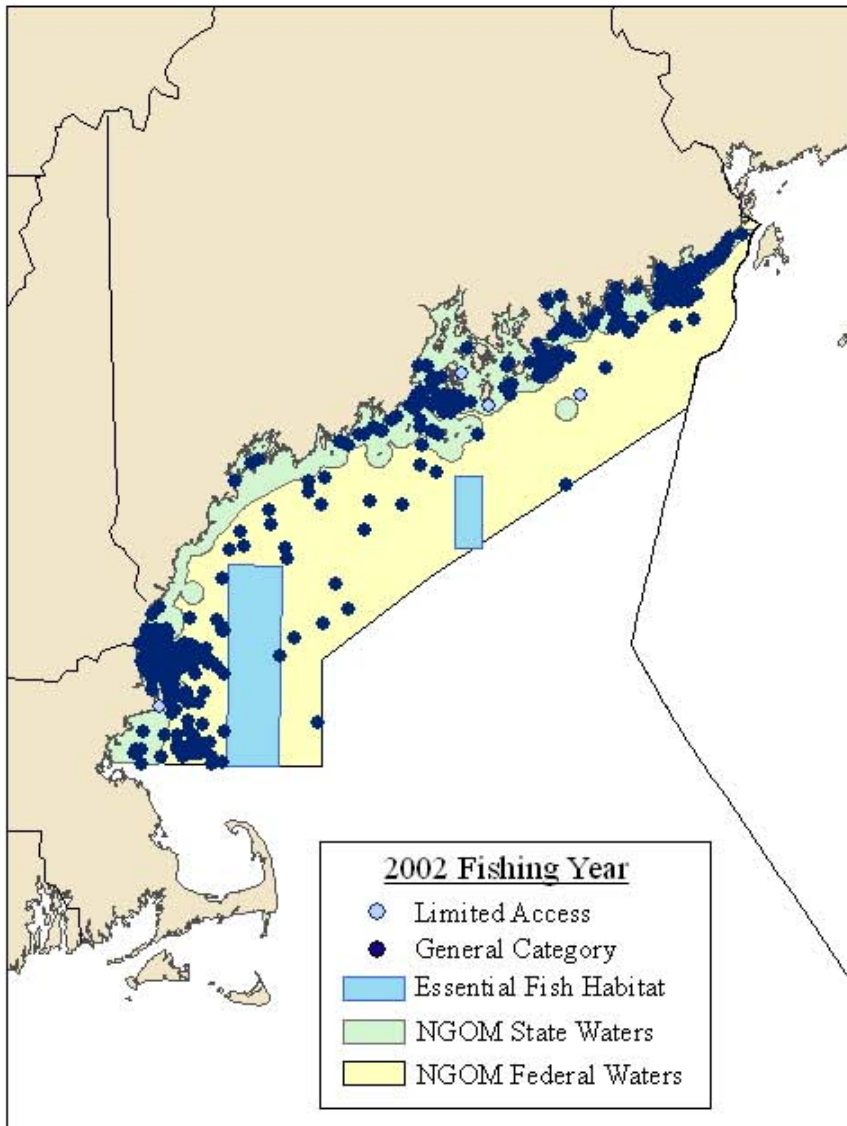 2002 Fishing Year
Limited Access
General Category
Essential Fish Habitat
NGOM State Waters
NGOM Federal Waters